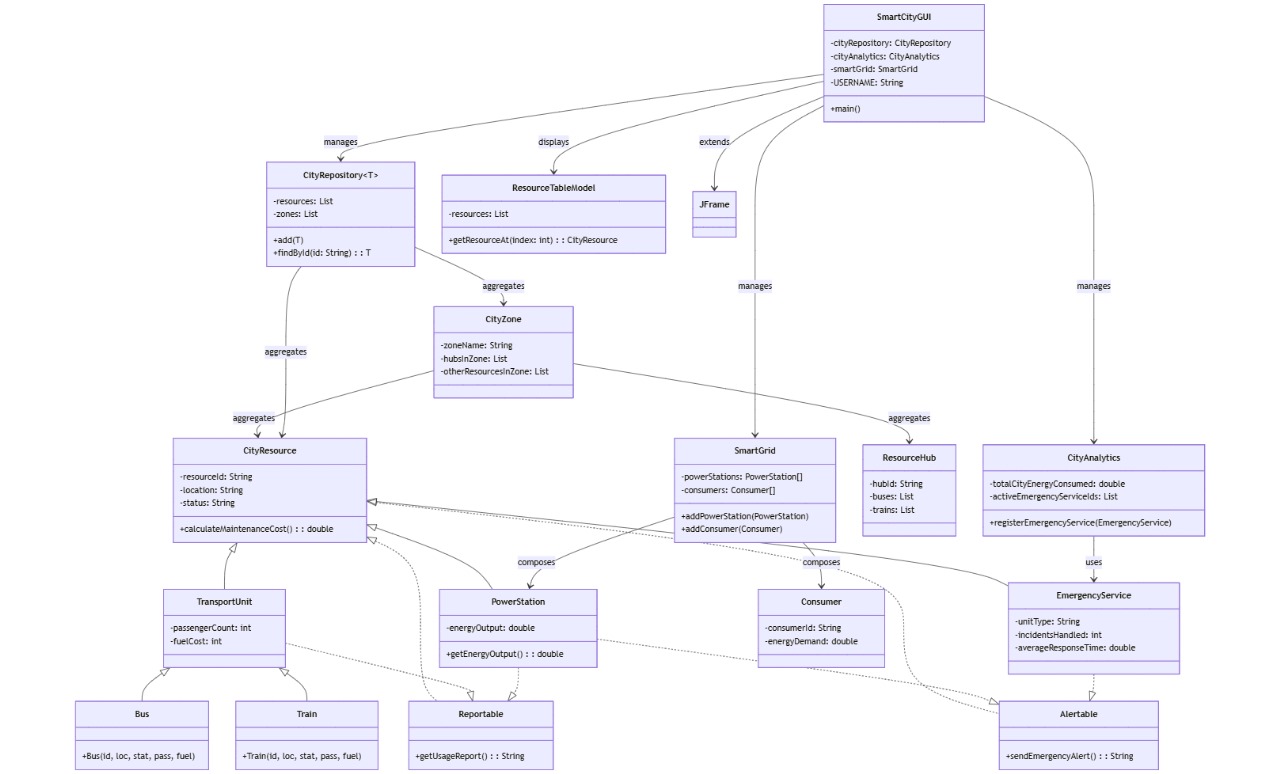 SmartCityGUI
-cityRepository: CityRepository
-cityAnalytics: CityAnalytics
-smartGrid: SmartGrid
-USERNAME: String
+main()
manages
displays
extends
CityRepository<T>
-resources: List
-zones: List
+add(T)
+findById(id: String) : : T
ResourceTableModel
-resources: List
+getResourceAt(index: int) : : CityResource
JFrame
aggregates
manages
manages
CityZone
-zoneName: String
-hubsInZone: List
-otherResourcesInZone: List
aggregates
aggregates
aggregates
CityResource
-resourceId: String
-location: String
-status: String
+calculateMaintenanceCost() : : double
SmartGrid
-powerStations: PowerStation[]
-consumers: Consumer[]
+addPowerStation(PowerStation)
+addConsumer(Consumer)
ResourceHub
-hubId: String
-buses: List
-trains: List
CityAnalytics
-totalCityEnergyConsumed: double
-activeEmergencyServiceIds: List
+registerEmergencyService(EmergencyService)
composes
composes
uses
TransportUnit
-passengerCount: int
-fuelCost: int
PowerStation
-energyOutput: double
+getEnergyOutput() : : double
Consumer
-consumerId: String
-energyDemand: double
EmergencyService
-unitType: String
-incidentsHandled: int
-averageResponseTime: double
Bus
+Bus(id, loc, stat, pass, fuel)
Train
+Train(id, loc, stat, pass, fuel)
Reportable
+getUsageReport() : : String
Alertable
+sendEmergencyAlert() : : String